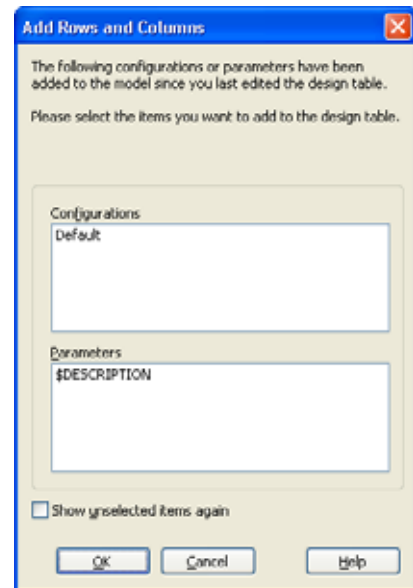 Add Rows and Columns
The following configurations or parameters have been
added to the model since you last edited the design table.
Please select the items you want to add to the design table.
Configurations
Default
Parameters
$DESCRIPTION
Show unselected items again
OK
Cancel
Help